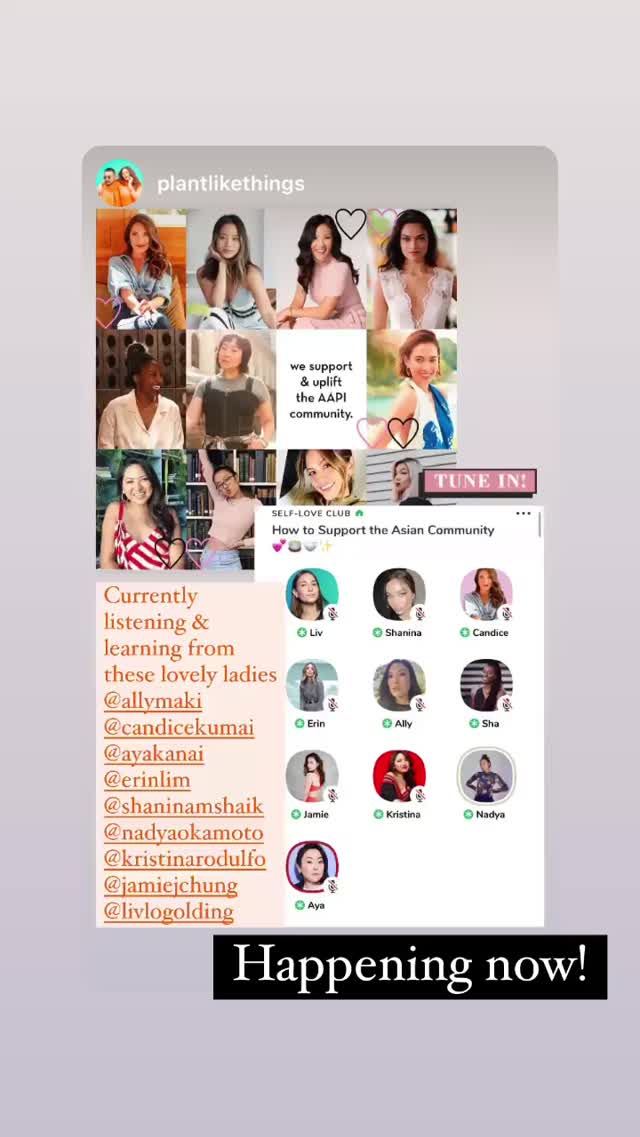 plantlikethings
we support
& uplift
the AAPI
community.
TUNE IN!
SELF-LOVE CLUB
How to Support the Asian Community
Currently
listening &
learning from
these lovely ladies
@allymaki
@candicekumai
@ayakanai
@erinlim
@shaninamshaik
@nadyaokamoto
@kristinarodulfo
@jamiejchung
@livlogolding
Liv
Shanina
Candice
Erin
Ally
Sha
Jamie
Kristina
Nadya
Aya
Happening now!